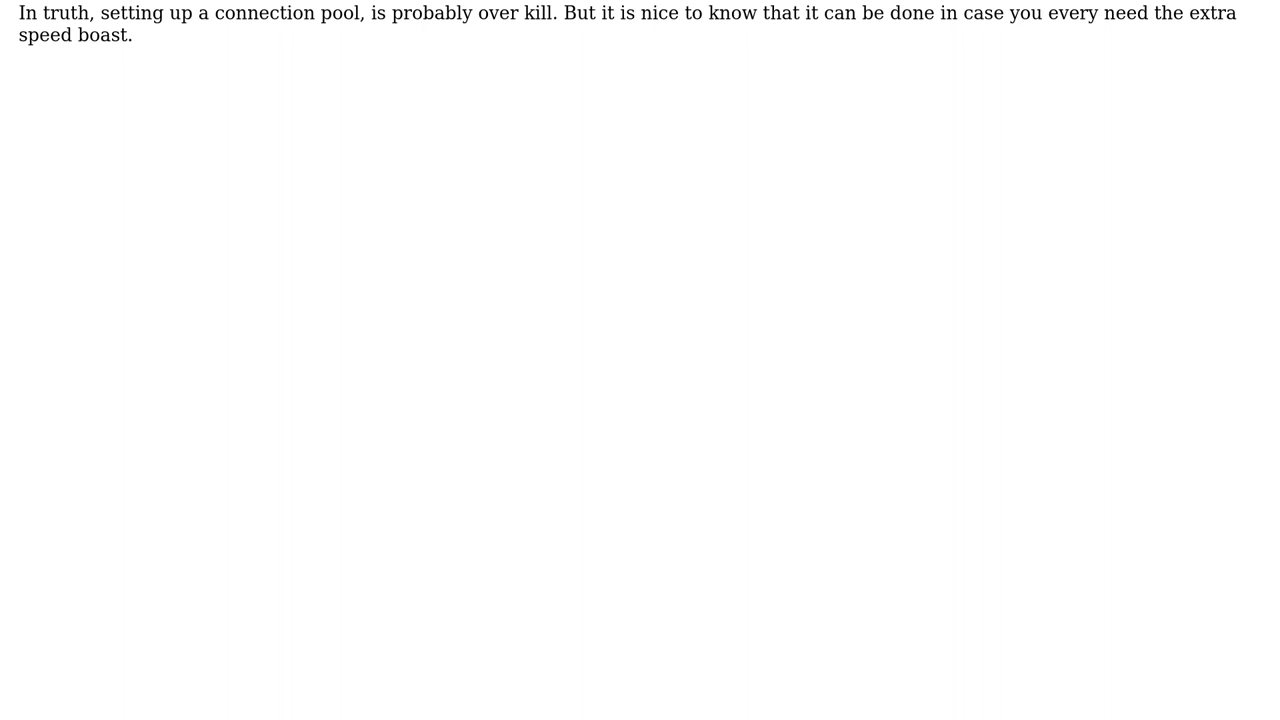 In truth, setting up a connection pool, is probably over kill. But it is nice to know that it can be done in case you every need the extra
speed boast.